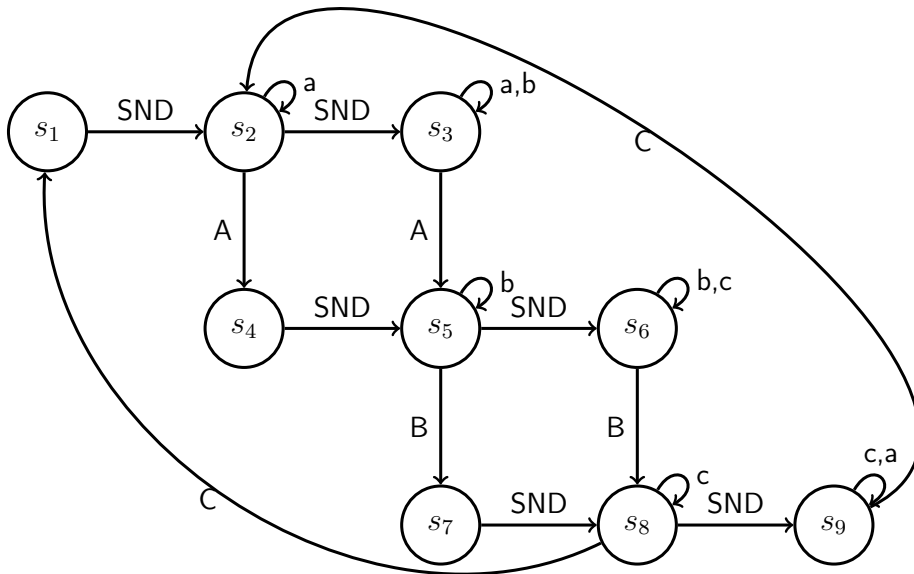 a a,b
SND SND
s1 s2 s3
C
A A
b b,c
SND SND
s4 s5 s6
B B
c c,a
C
SND SND
s7 s8 s9